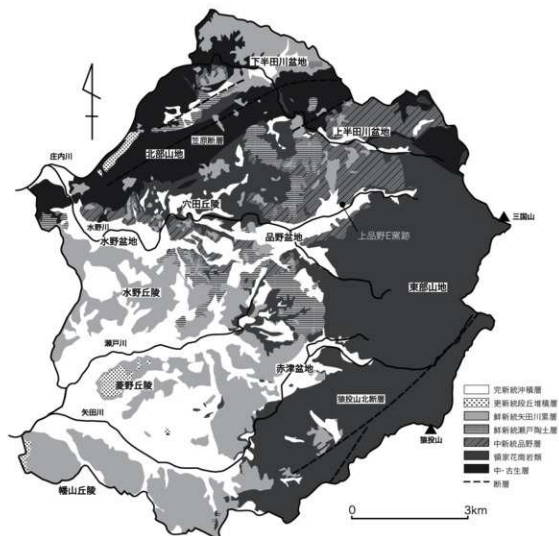 下半田川盆地
笠原断層
上半田川盆地
北部山地
庄内川
穴田丘陵
水野川
三国山
品野盆地
上品野E窯跡
水野盆地
東部山地
水野丘陵
瀬戸川
赤津盆地
菱野丘陵
猿投山北断層
矢田川
猿投山
幡山丘陵
完新統沖積層
更新統段丘堆積層
鮮新統矢田川累層
鮮新統瀬戸陶土層
中新統品野層
領家花崗岩類
中・古生層
断層
0 3km